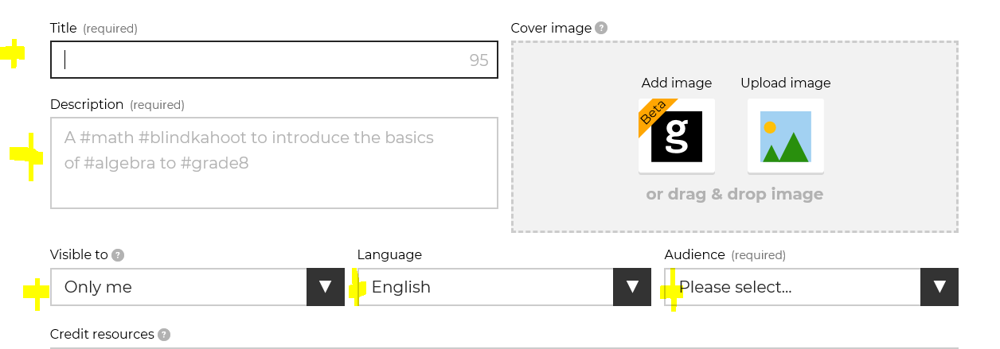 Title (required)
95
Description (required)
A #math #blindkahoot to introduce the basics
of #algebra to #grade8
Cover image ?
Add image Upload image
Beta
g
or drag & drop image
Visible to ? Language Audience (required)
Only me ▼ English ▼ Please select... ▼
Credit resources ?